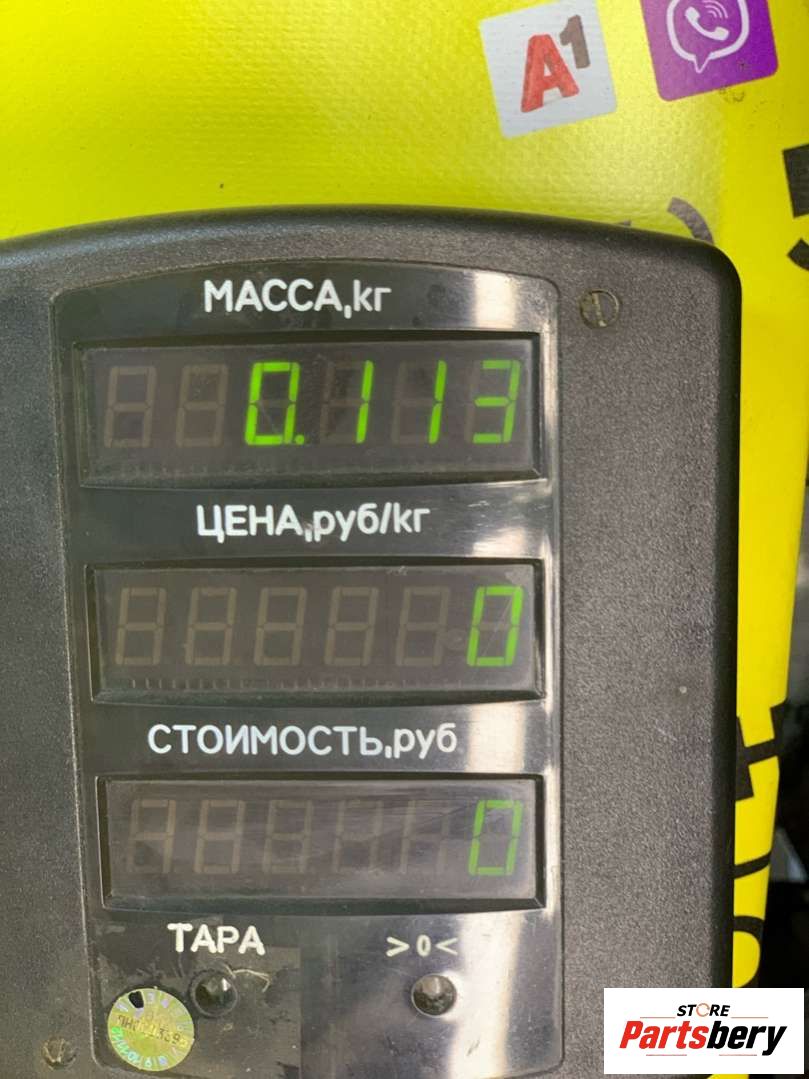 A1
МАССА,кг
0.113
ЦЕНА,руб/кг
0
СТОИМОСТЬ,руб
0
ТАРА
>0<
STORE
Partsbery